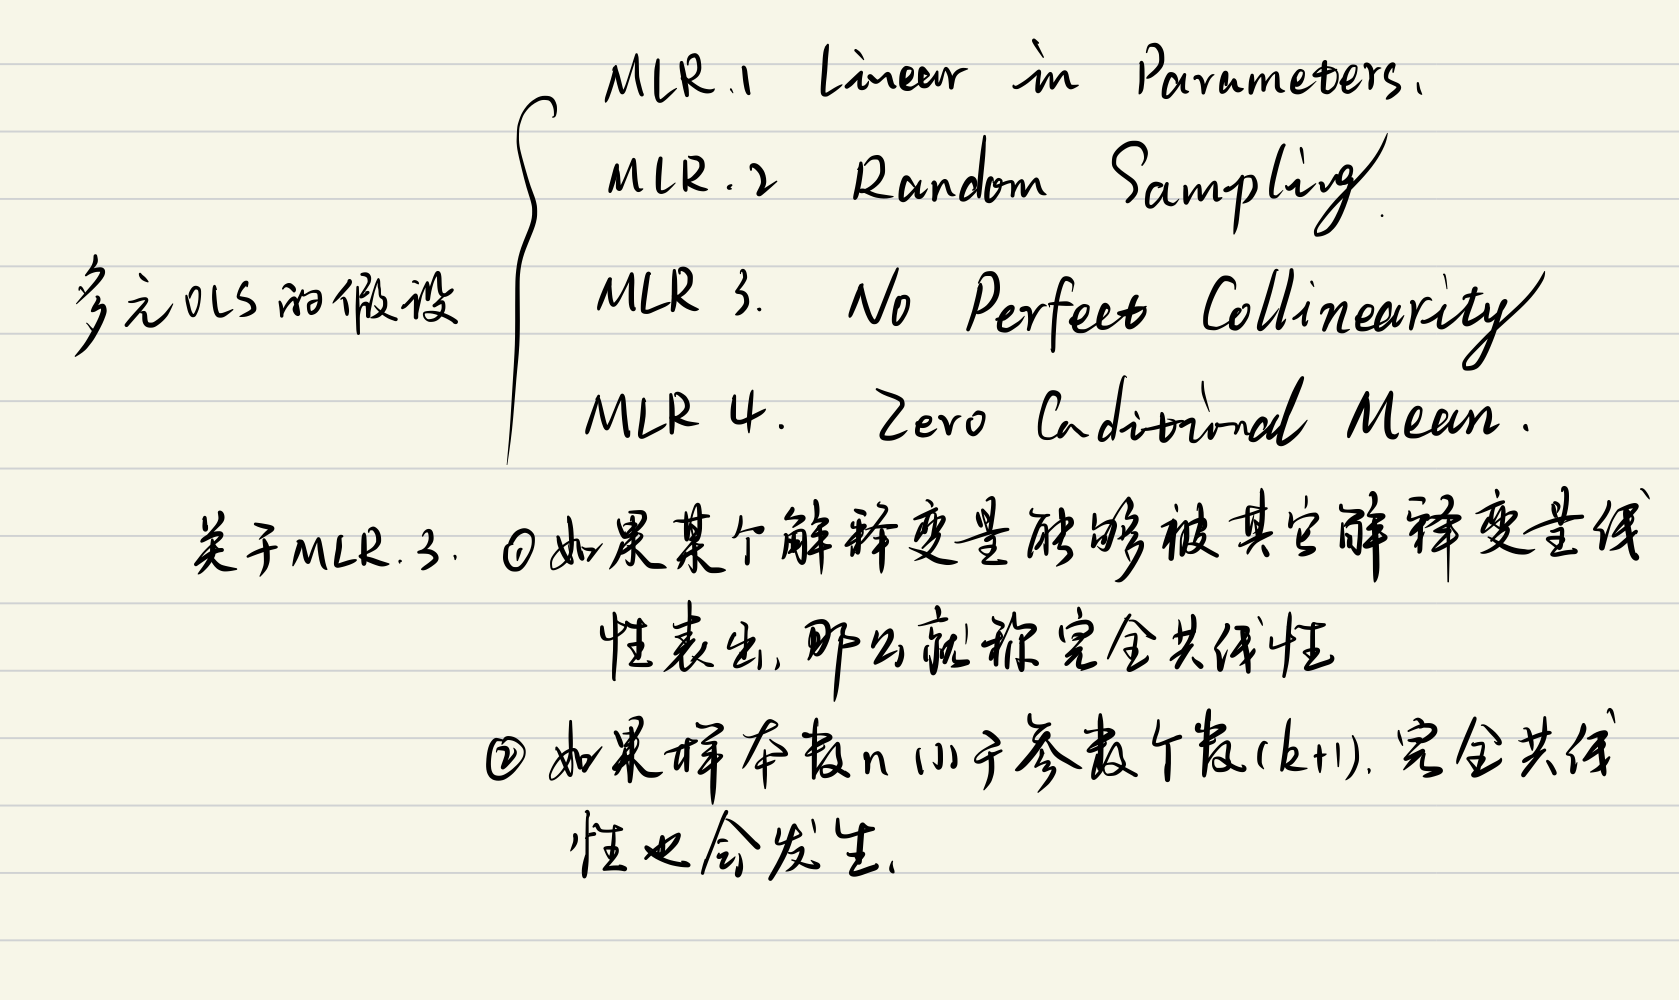 MLR.1 Linear in Parameters.
MLR.2 Random Sampling.
多元OLS的假设
MLR 3. No Perfect Collinearity
MLR 4. Zero Conditional Mean.
关于MLR.3. ①如果某个解释变量能够被其它解释变量线
性表出, 那么就称完全共线性
② 如果样本数n小于参数个数(k+1). 完全共线
性也会发生.